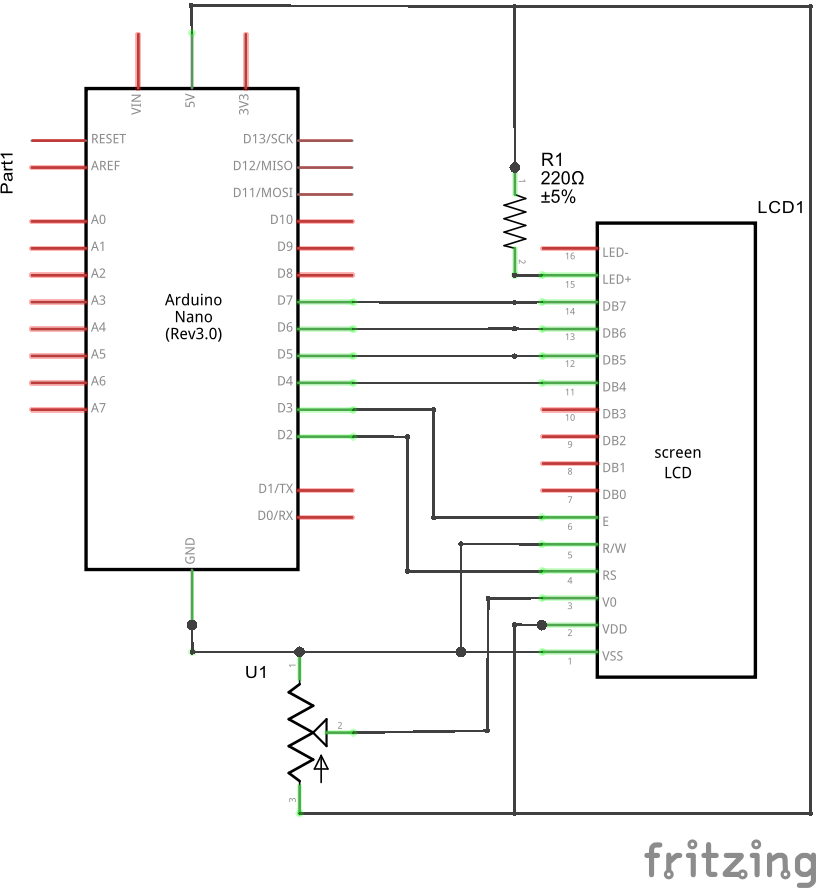 VIN
5V
3V3
RESET
AREF
A0
A1
A2
A3
A4
A5
A6
A7
D13/SCK
D12/MISO
D11/MOSI
D10
D9
D8
D7
D6
D5
D4
D3
D2
D1/TX
D0/RX
GND
Part1
Arduino
Nano
(Rev3.0)
R1
220Ω
±5%
1
2
LCD1
16 LED-
15 LED+
14 DB7
13 DB6
12 DB5
11 DB4
10 DB3
9 DB2
8 DB1
7 DB0
6 E
5 R/W
4 RS
3 V0
2 VDD
1 VSS
screen
LCD
U1
1
2
3
fritzing